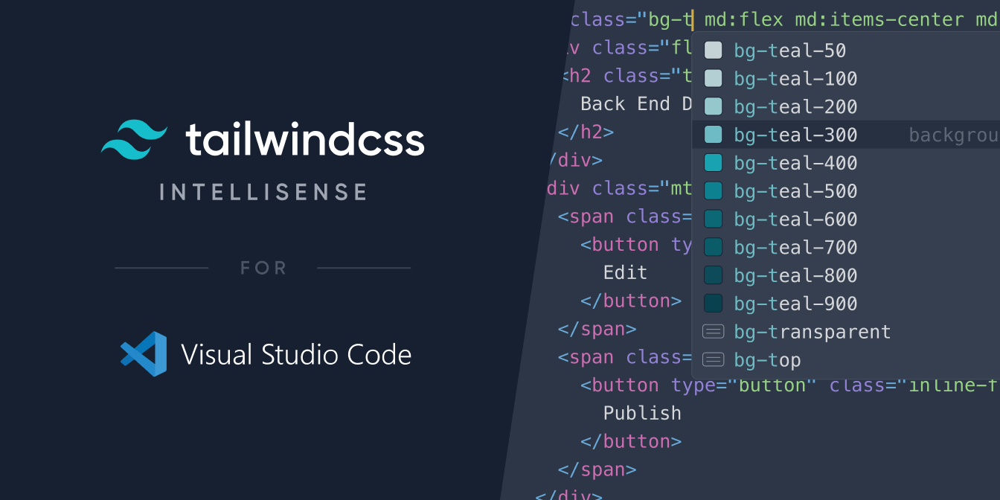 tailwindcss
INTELLISENSE
FOR
Visual Studio Code
class="bg-t md:flex md:items-center md
v class="fl
<h2 class="t
Back End D
</h2>
/div>
div class="mt
<span class=
<button ty
Edit
</button>
</span>
<span class=
<button type="button" class="inline-f
Publish
</button>
</span>
</div>
bg-teal-50
bg-teal-100
bg-teal-200
bg-teal-300 backgrou
bg-teal-400
bg-teal-500
bg-teal-600
bg-teal-700
bg-teal-800
bg-teal-900
bg-transparent
bg-top